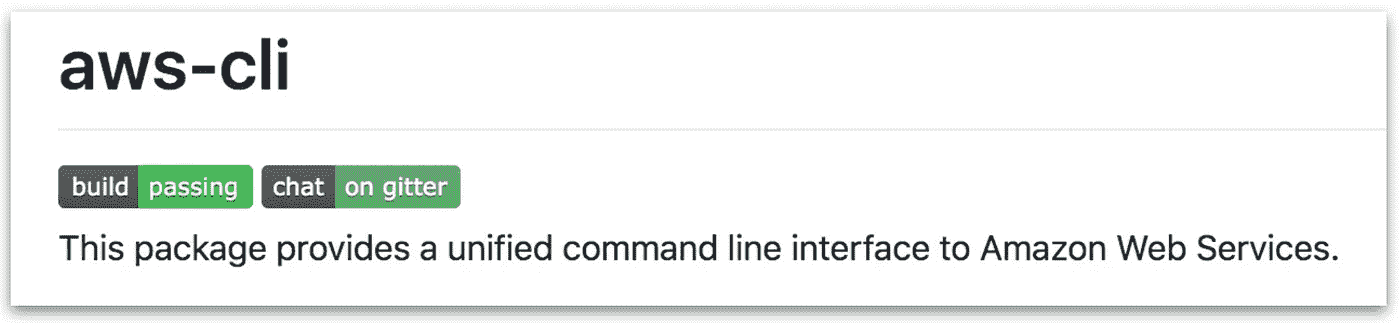 aws-cli
build passing chat on gitter
This package provides a unified command line interface to Amazon Web Services.